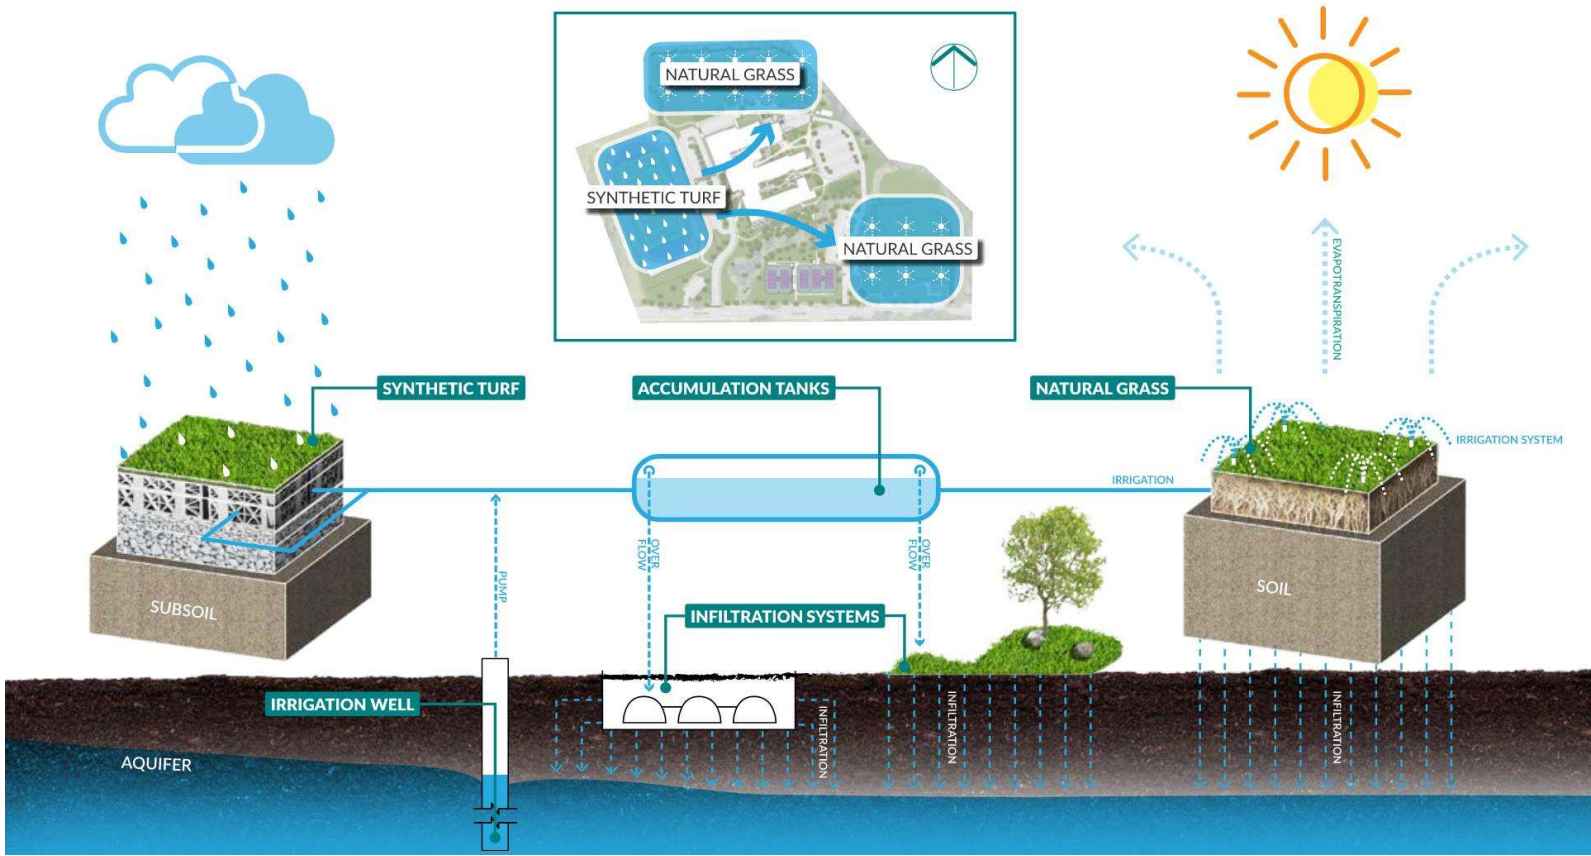 NATURAL GRASS
SYNTHETIC TURF
NATURAL GRASS
EVAPOTRANSPIRATION
SYNTHETIC TURF
ACCUMULATION TANKS
NATURAL GRASS
IRRIGATION SYSTEM
IRRIGATION
OVER
FLOW
OVER
FLOW
PUMP
SUBSOIL
SOIL
INFILTRATION SYSTEMS
IRRIGATION WELL
INFILTRATION
INFILTRATION
INFILTRATION
AQUIFER